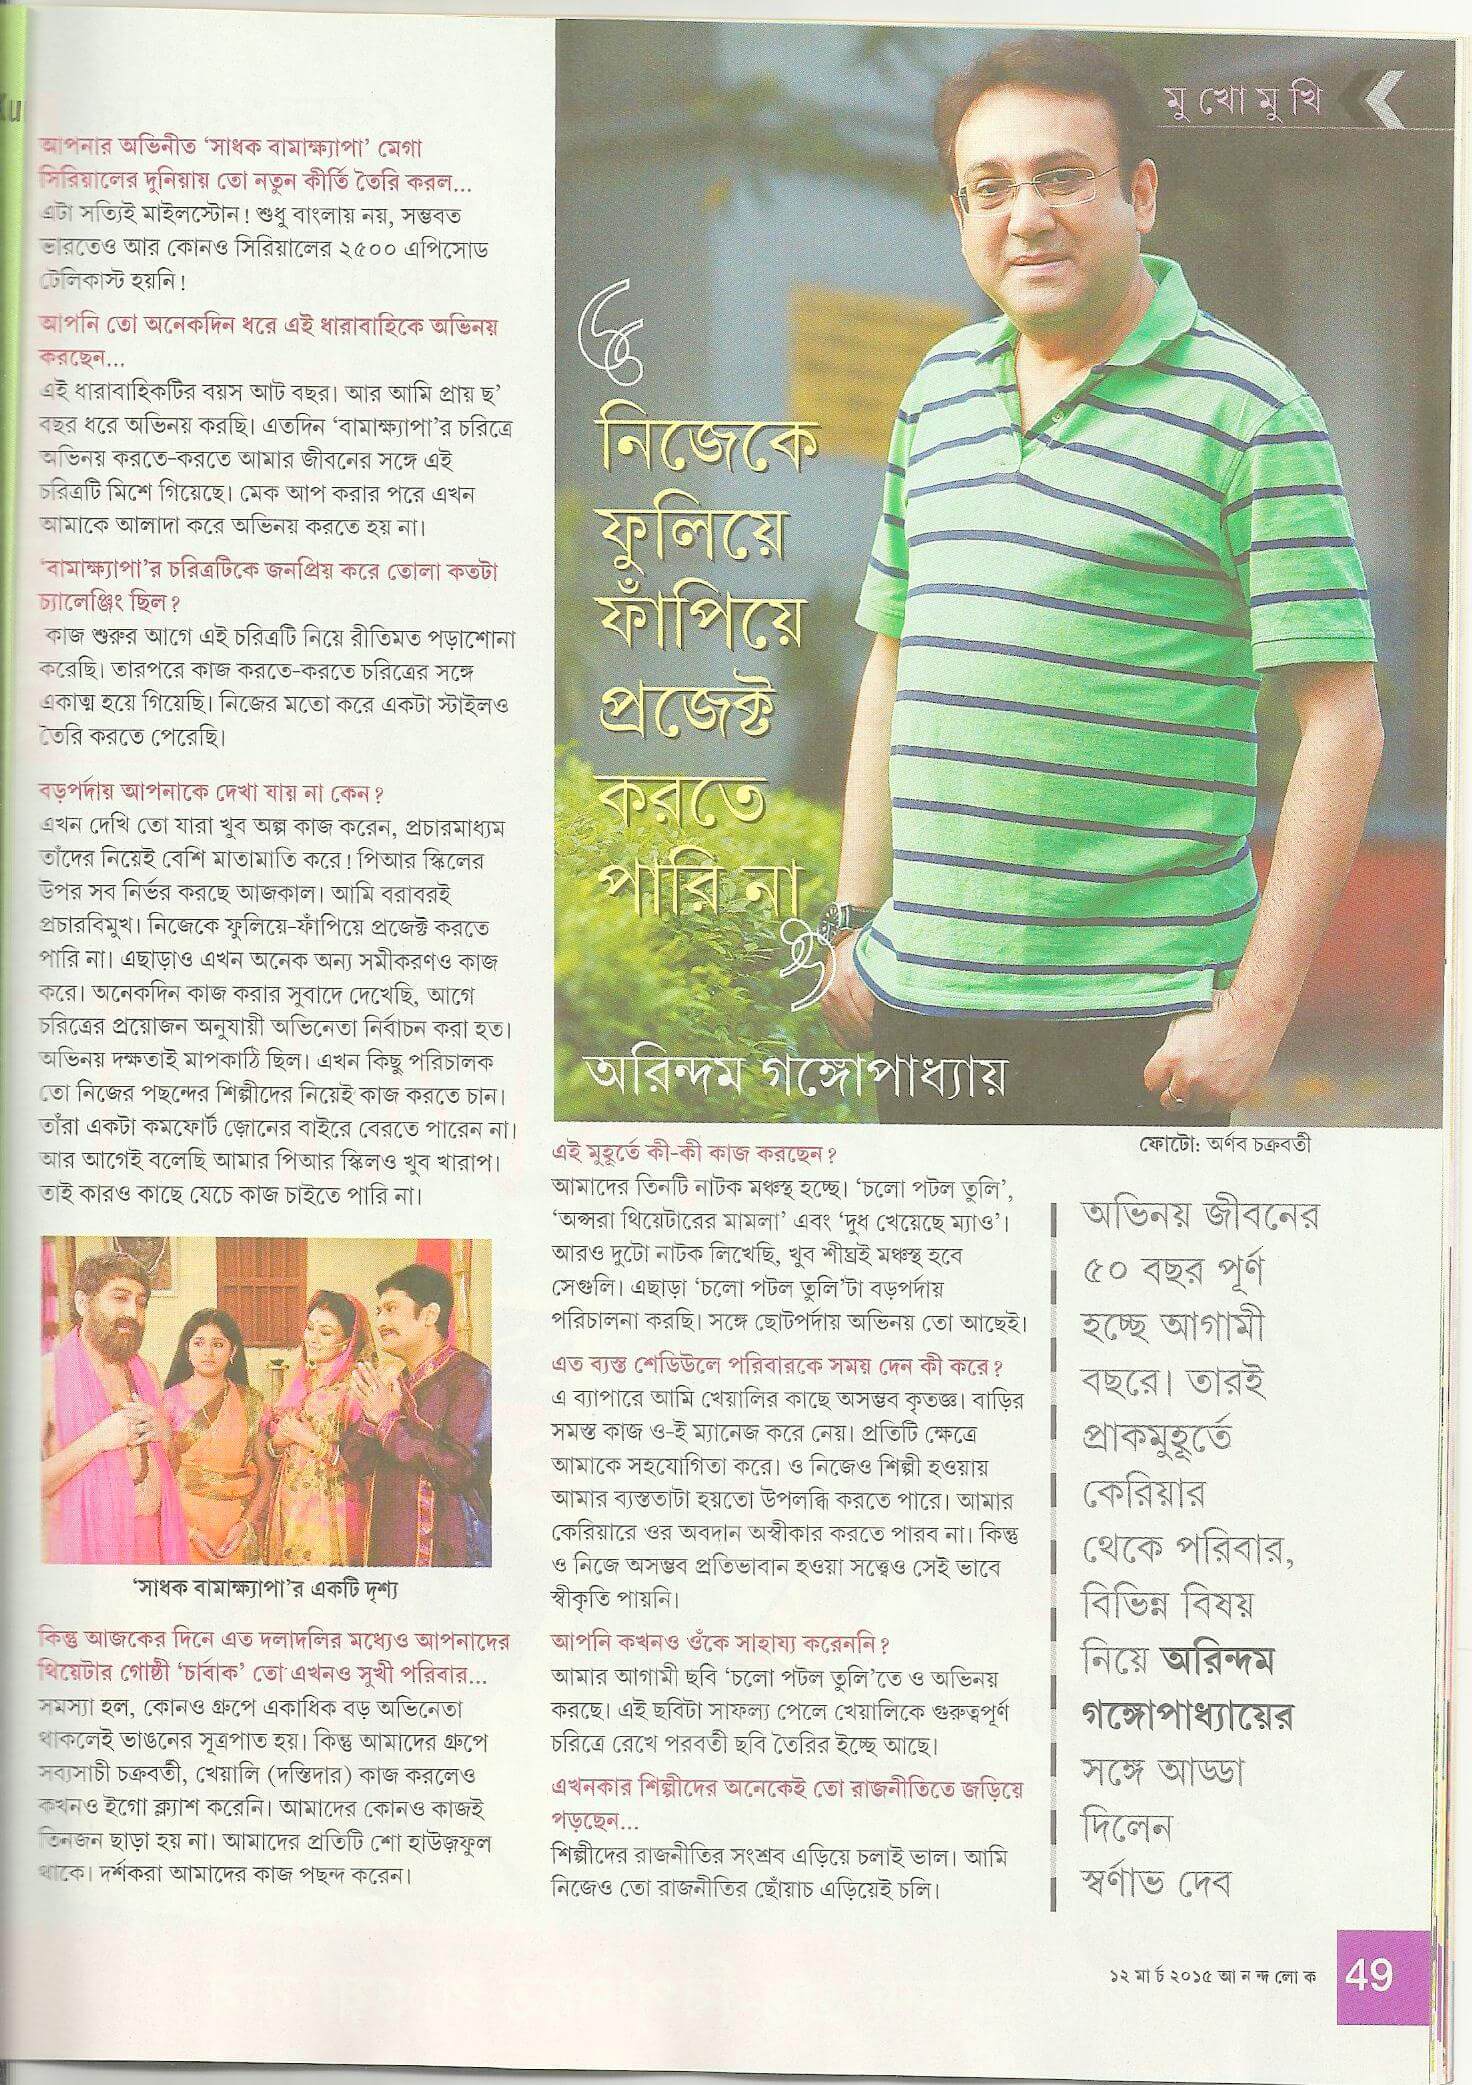 মুখোমুখি
Ku
আপনার অভিনীত ‘সাধক বামাক্ষ্যাপা’ মেগা
সিরিয়ালের দুনিয়ায় তো নতুন কীর্তি তৈরি করল...
এটা সত্যিই মাইলস্টোন! শুধু বাংলায় নয়, সম্ভবত
ভারতেও আর কোনও সিরিয়ালের ২৫০০ এপিসোড
টেলিকাস্ট হয়নি!
আপনি তো অনেকদিন ধরে এই ধারাবাহিকে অভিনয়
করছেন...
এই ধারাবাহিকটির বয়স আট বছর। আর আমি প্রায় ছ’
বছর ধরে অভিনয় করছি। এতদিন ‘বামাক্ষ্যাপা’র চরিত্রে
অভিনয় করতে-করতে আমার জীবনের সঙ্গে এই
চরিত্রটি মিশে গিয়েছে। মেক আপ করার পরে এখন
আমাকে আলাদা করে অভিনয় করতে হয় না।
‘বামাক্ষ্যাপা’র চরিত্রটিকে জনপ্রিয় করে তোলা কতটা
চ্যালেঞ্জিং ছিল?
কাজ শুরুর আগে এই চরিত্রটি নিয়ে রীতিমত পড়াশোনা
করেছি। তারপরে কাজ করতে-করতে চরিত্রের সঙ্গে
একাত্ম হয়ে গিয়েছি। নিজের মতো করে একটা স্টাইলও
তৈরি করতে পেরেছি।
বড়পর্দায় আপনাকে দেখা যায় না কেন?
এখন দেখি তো যারা খুব অল্প কাজ করেন, প্রচারমাধ্যম
তাঁদের নিয়েই বেশি মাতামাতি করে! পিআর স্কিলের
উপর সব নির্ভর করছে আজকাল। আমি বরাবরই
প্রচারবিমুখ। নিজেকে ফুলিয়ে-ফাঁপিয়ে প্রজেক্ট করতে
পারি না। এছাড়াও এখন অনেক অন্য সমীকরণও কাজ
করে। অনেকদিন কাজ করার সুবাদে দেখেছি, আগে
চরিত্রের প্রয়োজন অনুযায়ী অভিনেতা নির্বাচন করা হত।
অভিনয় দক্ষতাই মাপকাঠি ছিল। এখন কিছু পরিচালক
তো নিজের পছন্দের শিল্পীদের নিয়েই কাজ করতে চান।
তাঁরা একটা কমফোর্ট জ়োনের বাইরে বেরতে পারেন না।
আর আগেই বলেছি আমার পিআর স্কিলও খুব খারাপ।
তাই কারও কাছে যেচে কাজ চাইতে পারি না।
‘সাধক বামাক্ষ্যাপা’র একটি দৃশ্য
কিন্তু আজকের দিনে এত দলাদলির মধ্যেও আপনাদের
থিয়েটার গোষ্ঠী ‘চার্বাক’ তো এখনও সুখী পরিবার...
সমস্যা হল, কোনও গ্রুপে একাধিক বড় অভিনেতা
থাকলেই ভাঙনের সূত্রপাত হয়। কিন্তু আমাদের গ্রুপে
সব্যসাচী চক্রবর্তী, খেয়ালি (দস্তিদার) কাজ করলেও
কখনও ইগো ক্ল্যাশ করেনি। আমাদের কোনও কাজই
তিনজন ছাড়া হয় না। আমাদের প্রতিটি শো হাউজ়ফুল
থাকে। দর্শকরা আমাদের কাজ পছন্দ করেন।
নিজেকে
ফুলিয়ে
ফাঁপিয়ে
প্রজেক্ট
করতে
পারি না
অরিন্দম গঙ্গোপাধ্যায়
ফোটো: অর্ণব চক্রবর্তী
এই মুহূর্তে কী-কী কাজ করছেন?
আমাদের তিনটি নাটক মঞ্চস্থ হচ্ছে। ‘চলো পটল তুলি’,
‘অপ্সরা থিয়েটারের মামলা’ এবং ‘দুধ খেয়েছে ম্যাও’।
আরও দুটো নাটক লিখেছি, খুব শীঘ্রই মঞ্চস্থ হবে
সেগুলি। এছাড়া ‘চলো পটল তুলি’টা বড়পর্দায়
পরিচালনা করছি। সঙ্গে ছোটপর্দায় অভিনয় তো আছেই।
এত ব্যস্ত শেডিউলে পরিবারকে সময় দেন কী করে?
এ ব্যাপারে আমি খেয়ালির কাছে অসম্ভব কৃতজ্ঞ। বাড়ির
সমস্ত কাজ ও-ই ম্যানেজ করে নেয়। প্রতিটি ক্ষেত্রে
আমাকে সহযোগিতা করে। ও নিজেও শিল্পী হওয়ায়
আমার ব্যস্ততাটা হয়তো উপলব্ধি করতে পারে। আমার
কেরিয়ারে ওর অবদান অস্বীকার করতে পারব না। কিন্তু
ও নিজে অসম্ভব প্রতিভাবান হওয়া সত্ত্বেও সেই ভাবে
স্বীকৃতি পায়নি।
আপনি কখনও ওঁকে সাহায্য করেননি?
আমার আগামী ছবি ‘চলো পটল তুলি’তে ও অভিনয়
করছে। এই ছবিটা সাফল্য পেলে খেয়ালিকে গুরুত্বপূর্ণ
চরিত্রে রেখে পরবর্তী ছবি তৈরির ইচ্ছে আছে।
এখনকার শিল্পীদের অনেকেই তো রাজনীতিতে জড়িয়ে
পড়ছেন...
শিল্পীদের রাজনীতির সংশ্রব এড়িয়ে চলাই ভাল। আমি
নিজেও তো রাজনীতির ছোঁয়াচ এড়িয়েই চলি।
অভিনয় জীবনের
৫০ বছর পূর্ণ
হচ্ছে আগামী
বছরে। তারই
প্রাকমুহূর্তে
কেরিয়ার
থেকে পরিবার,
বিভিন্ন বিষয়
নিয়ে অরিন্দম
গঙ্গোপাধ্যায়ের
সঙ্গে আড্ডা
দিলেন
স্বর্ণাভ দেব
১২ মার্চ ২০১৫ আনন্দলোক 49